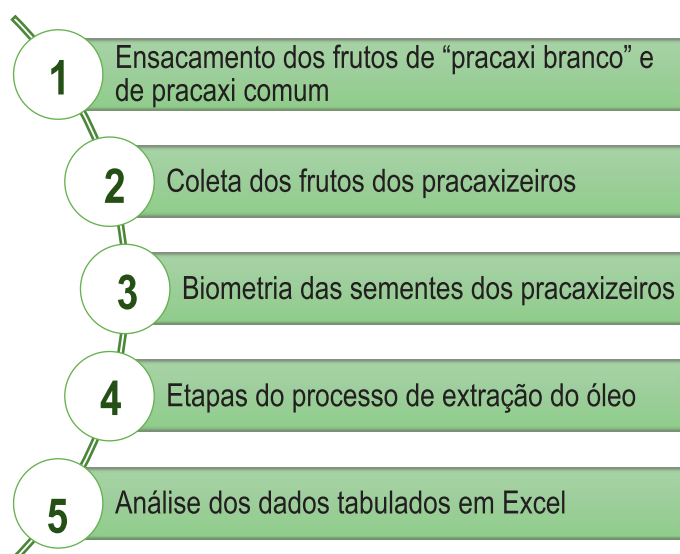 1
Ensacamento dos frutos de “pracaxi branco” e
de pracaxi comum
2
Coleta dos frutos dos pracaxizeiros
3
Biometria das sementes dos pracaxizeiros
4
Etapas do processo de extração do óleo
5
Análise dos dados tabulados em Excel